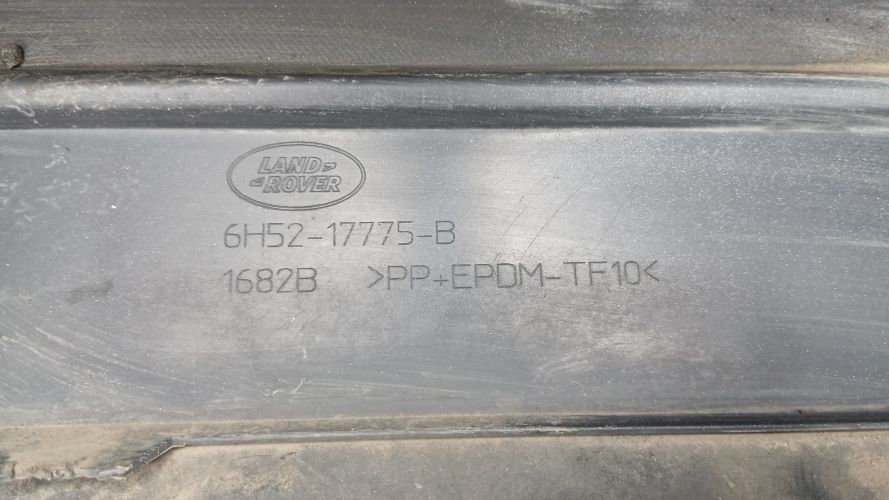 LAND
ROVER
6H52-17775-B
1682B >PP+EPDM-TF10<